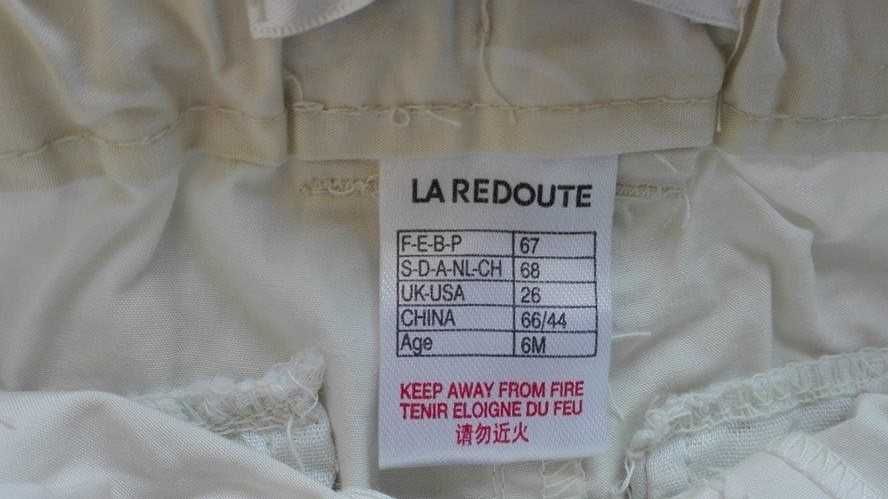 LA REDOUTE
F-E-B-P 67
S-D-A-NL-CH 68
UK-USA 26
CHINA 66/44
Age 6M
KEEP AWAY FROM FIRE
TENIR ELOIGNE DU FEU
请勿近火